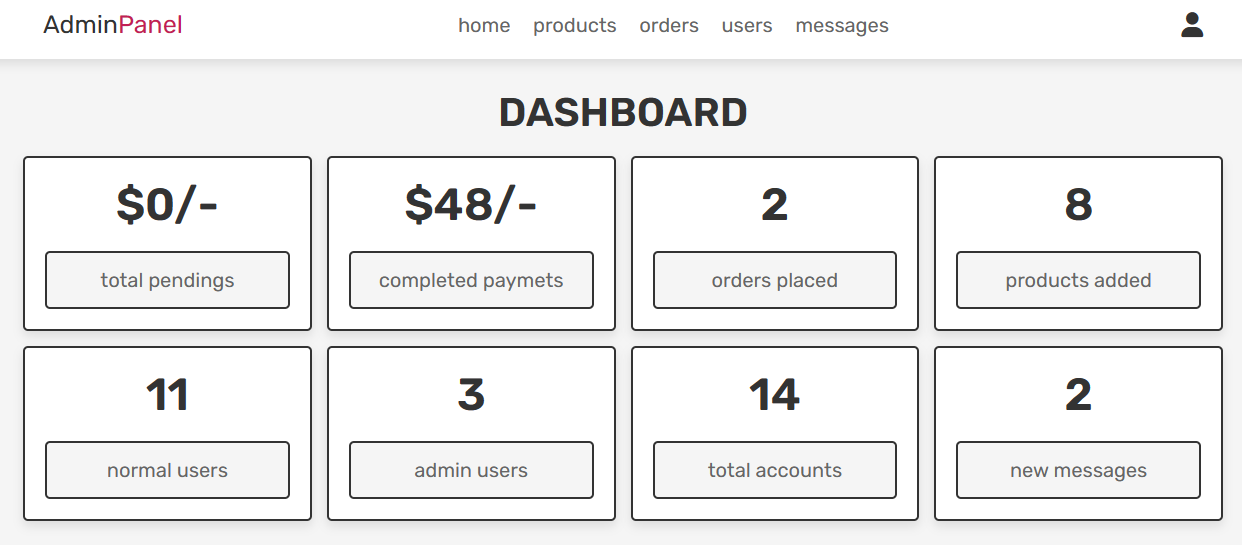 AdminPanel home products orders users messages
DASHBOARD
$0/- $48/- 2 8
total pendings completed paymets orders placed products added
11 3 14 2
normal users admin users total accounts new messages